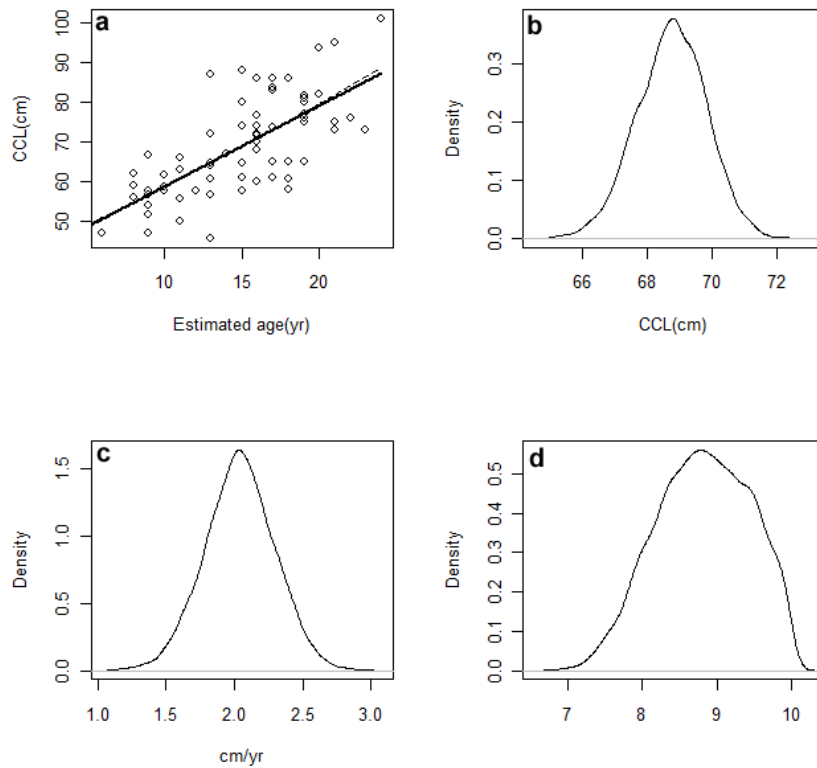 a
CCL(cm)
50 60 70 80 90 100
10 15 20
Estimated age(yr)
b
Density
0.0 0.1 0.2 0.3
66 68 70 72
CCL(cm)
c
Density
0.0 0.5 1.0 1.5
1.0 1.5 2.0 2.5 3.0
cm/yr
d
Density
0.0 0.1 0.2 0.3 0.4 0.5
7 8 9 10